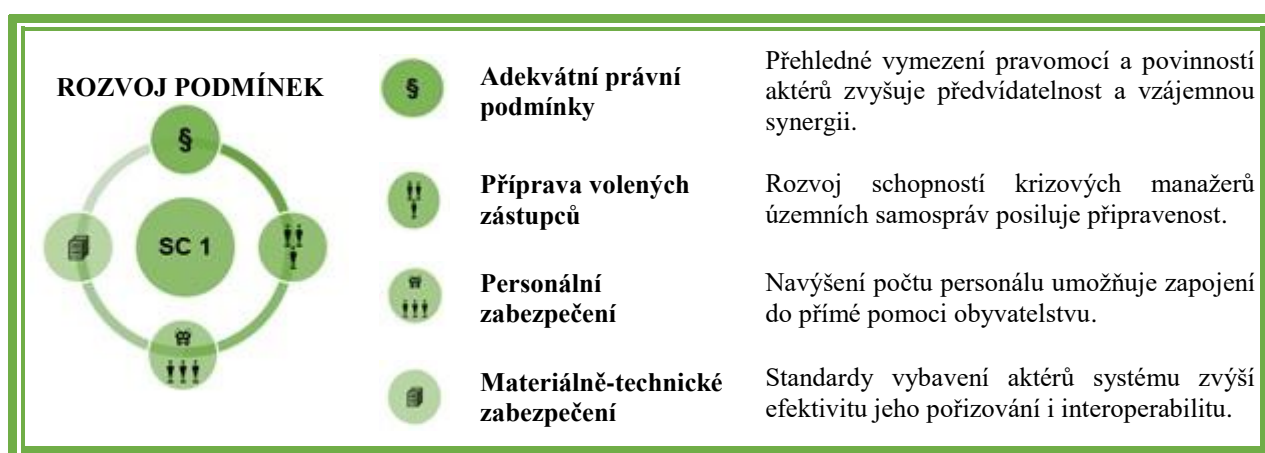 ROZVOJ PODMÍNEK
§
SC 1
§
Adekvátní právní
podmínky
Přehledné vymezení pravomocí a povinností
aktérů zvyšuje předvídatelnost a vzájemnou
synergii.
Příprava volených
zástupců
Rozvoj schopností krizových manažerů
územních samospráv posiluje připravenost.
Personální
zabezpečení
Navýšení počtu personálu umožňuje zapojení
do přímé pomoci obyvatelstvu.
Materiálně-technické
zabezpečení
Standardy vybavení aktérů systému zvýší
efektivitu jeho pořizování i interoperabilitu.